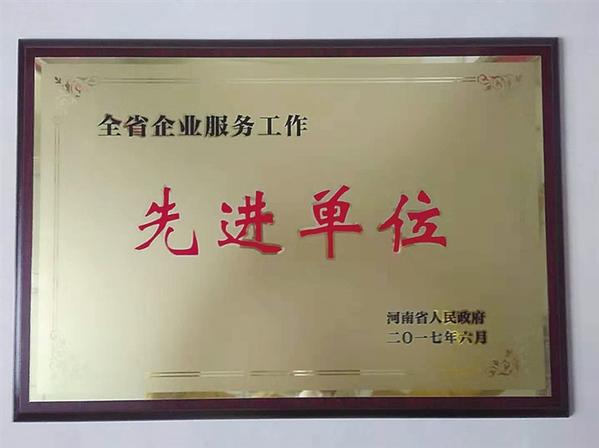 全省企业服务工作
先进单位
河南省人民政府
二〇一七年六月